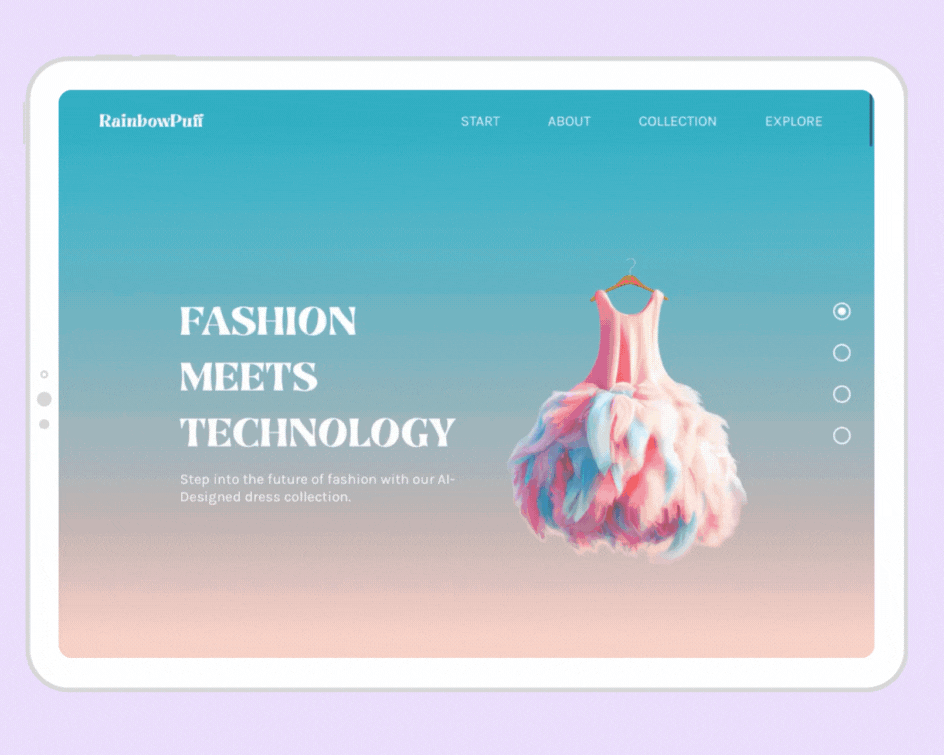 RainbowPuff
START ABOUT COLLECTION EXPLORE
FASHION
MEETS
TECHNOLOGY
Step into the future of fashion with our AI-
Designed dress collection.